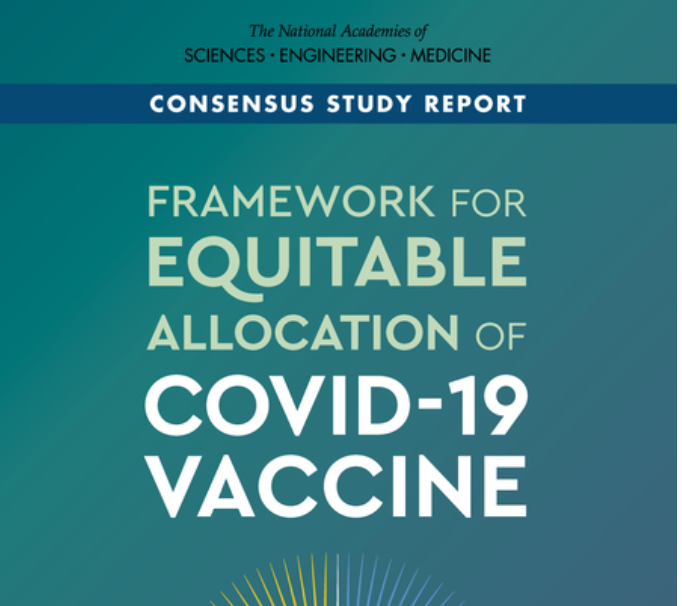 The National Academies of
SCIENCES · ENGINEERING · MEDICINE
CONSENSUS STUDY REPORT
FRAMEWORK FOR
EQUITABLE
ALLOCATION OF
COVID-19
VACCINE